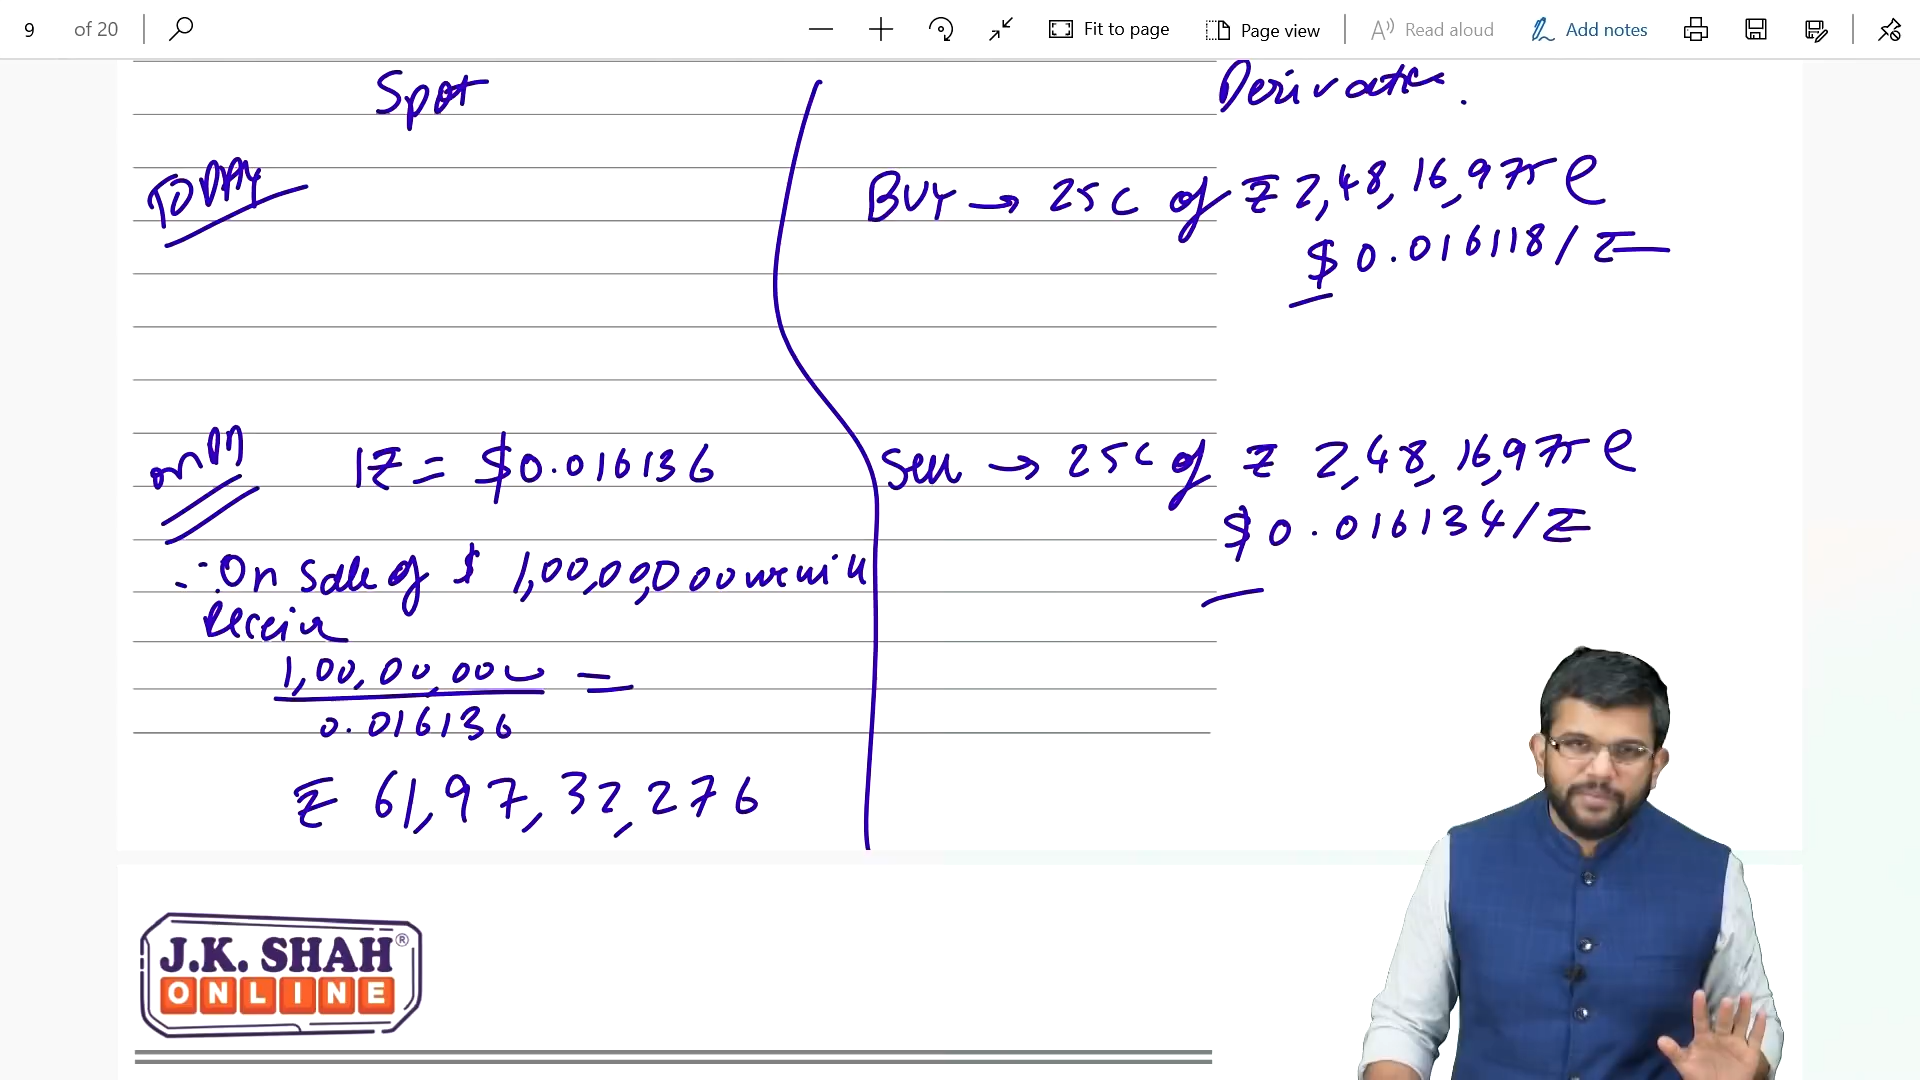 9 of 20 Fit to page Page view Read aloud Add notes
Spot
Derivative.
TODAY
BUY → 25 C of ₹ 2,48,16,975 @
$ 0.016118 / ₹
on M
1₹ = $0.016136
Sell → 25 C of ₹ 2,48,16,975 @
$ 0.016134/₹
∴ On Sale of $ 1,00,00,000 we will
Receive
1,00,00,000 =
0.016136
₹ 61,97,32,276
J.K. SHAH®
ONLINE